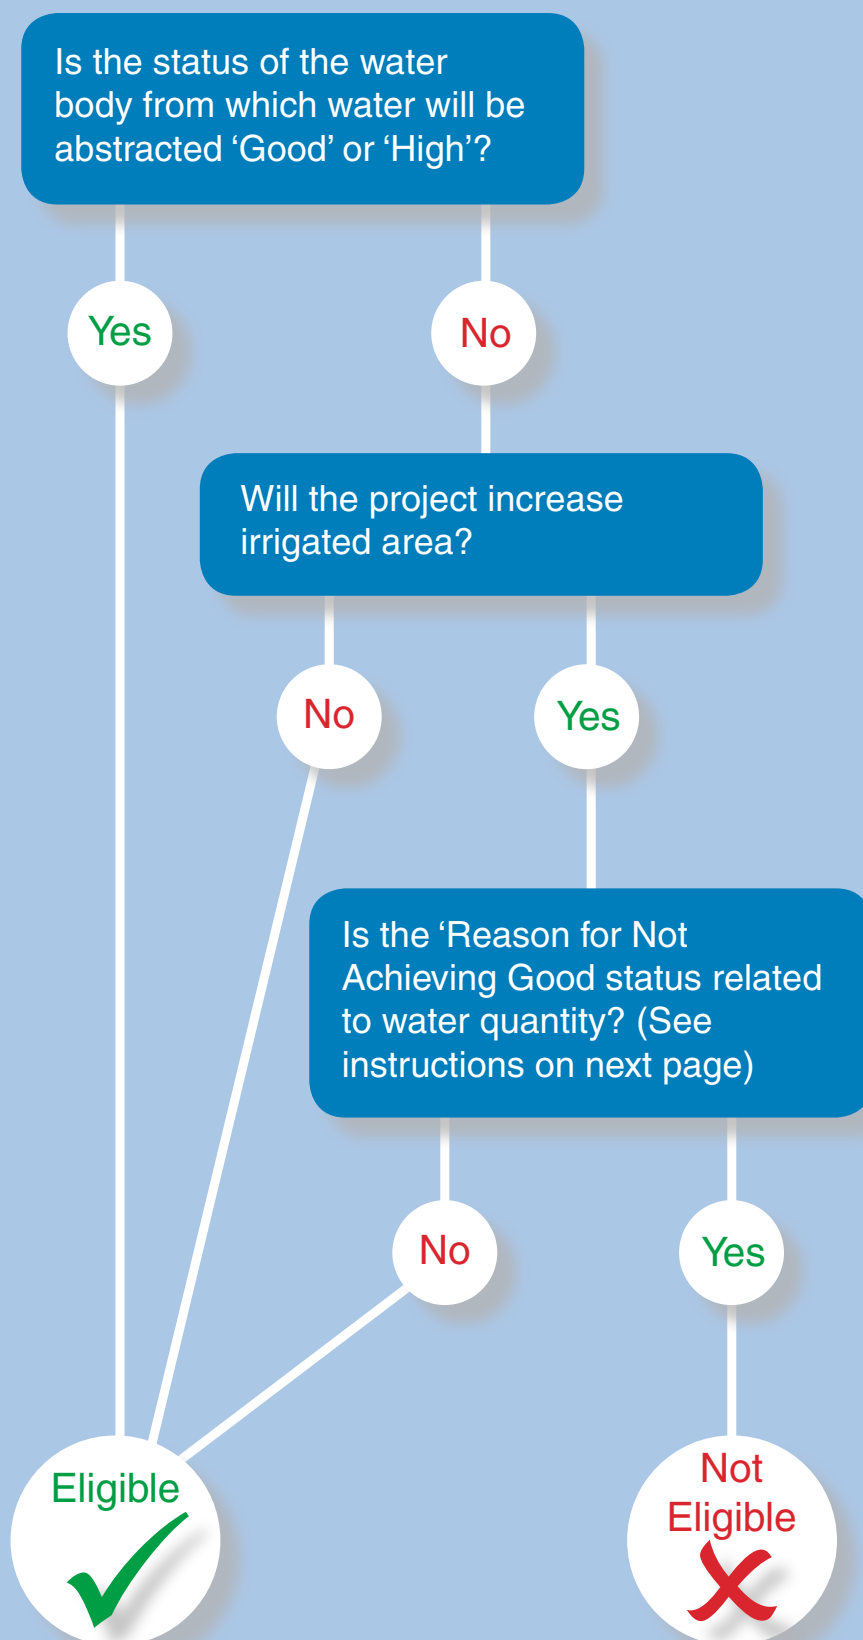 Is the status of the water
body from which water will be
abstracted ‘Good’ or ‘High’?
Yes
No
Will the project increase
irrigated area?
No
Yes
Is the ‘Reason for Not
Achieving Good status related
to water quantity? (See
instructions on next page)
No
Yes
Eligible
Not
Eligible